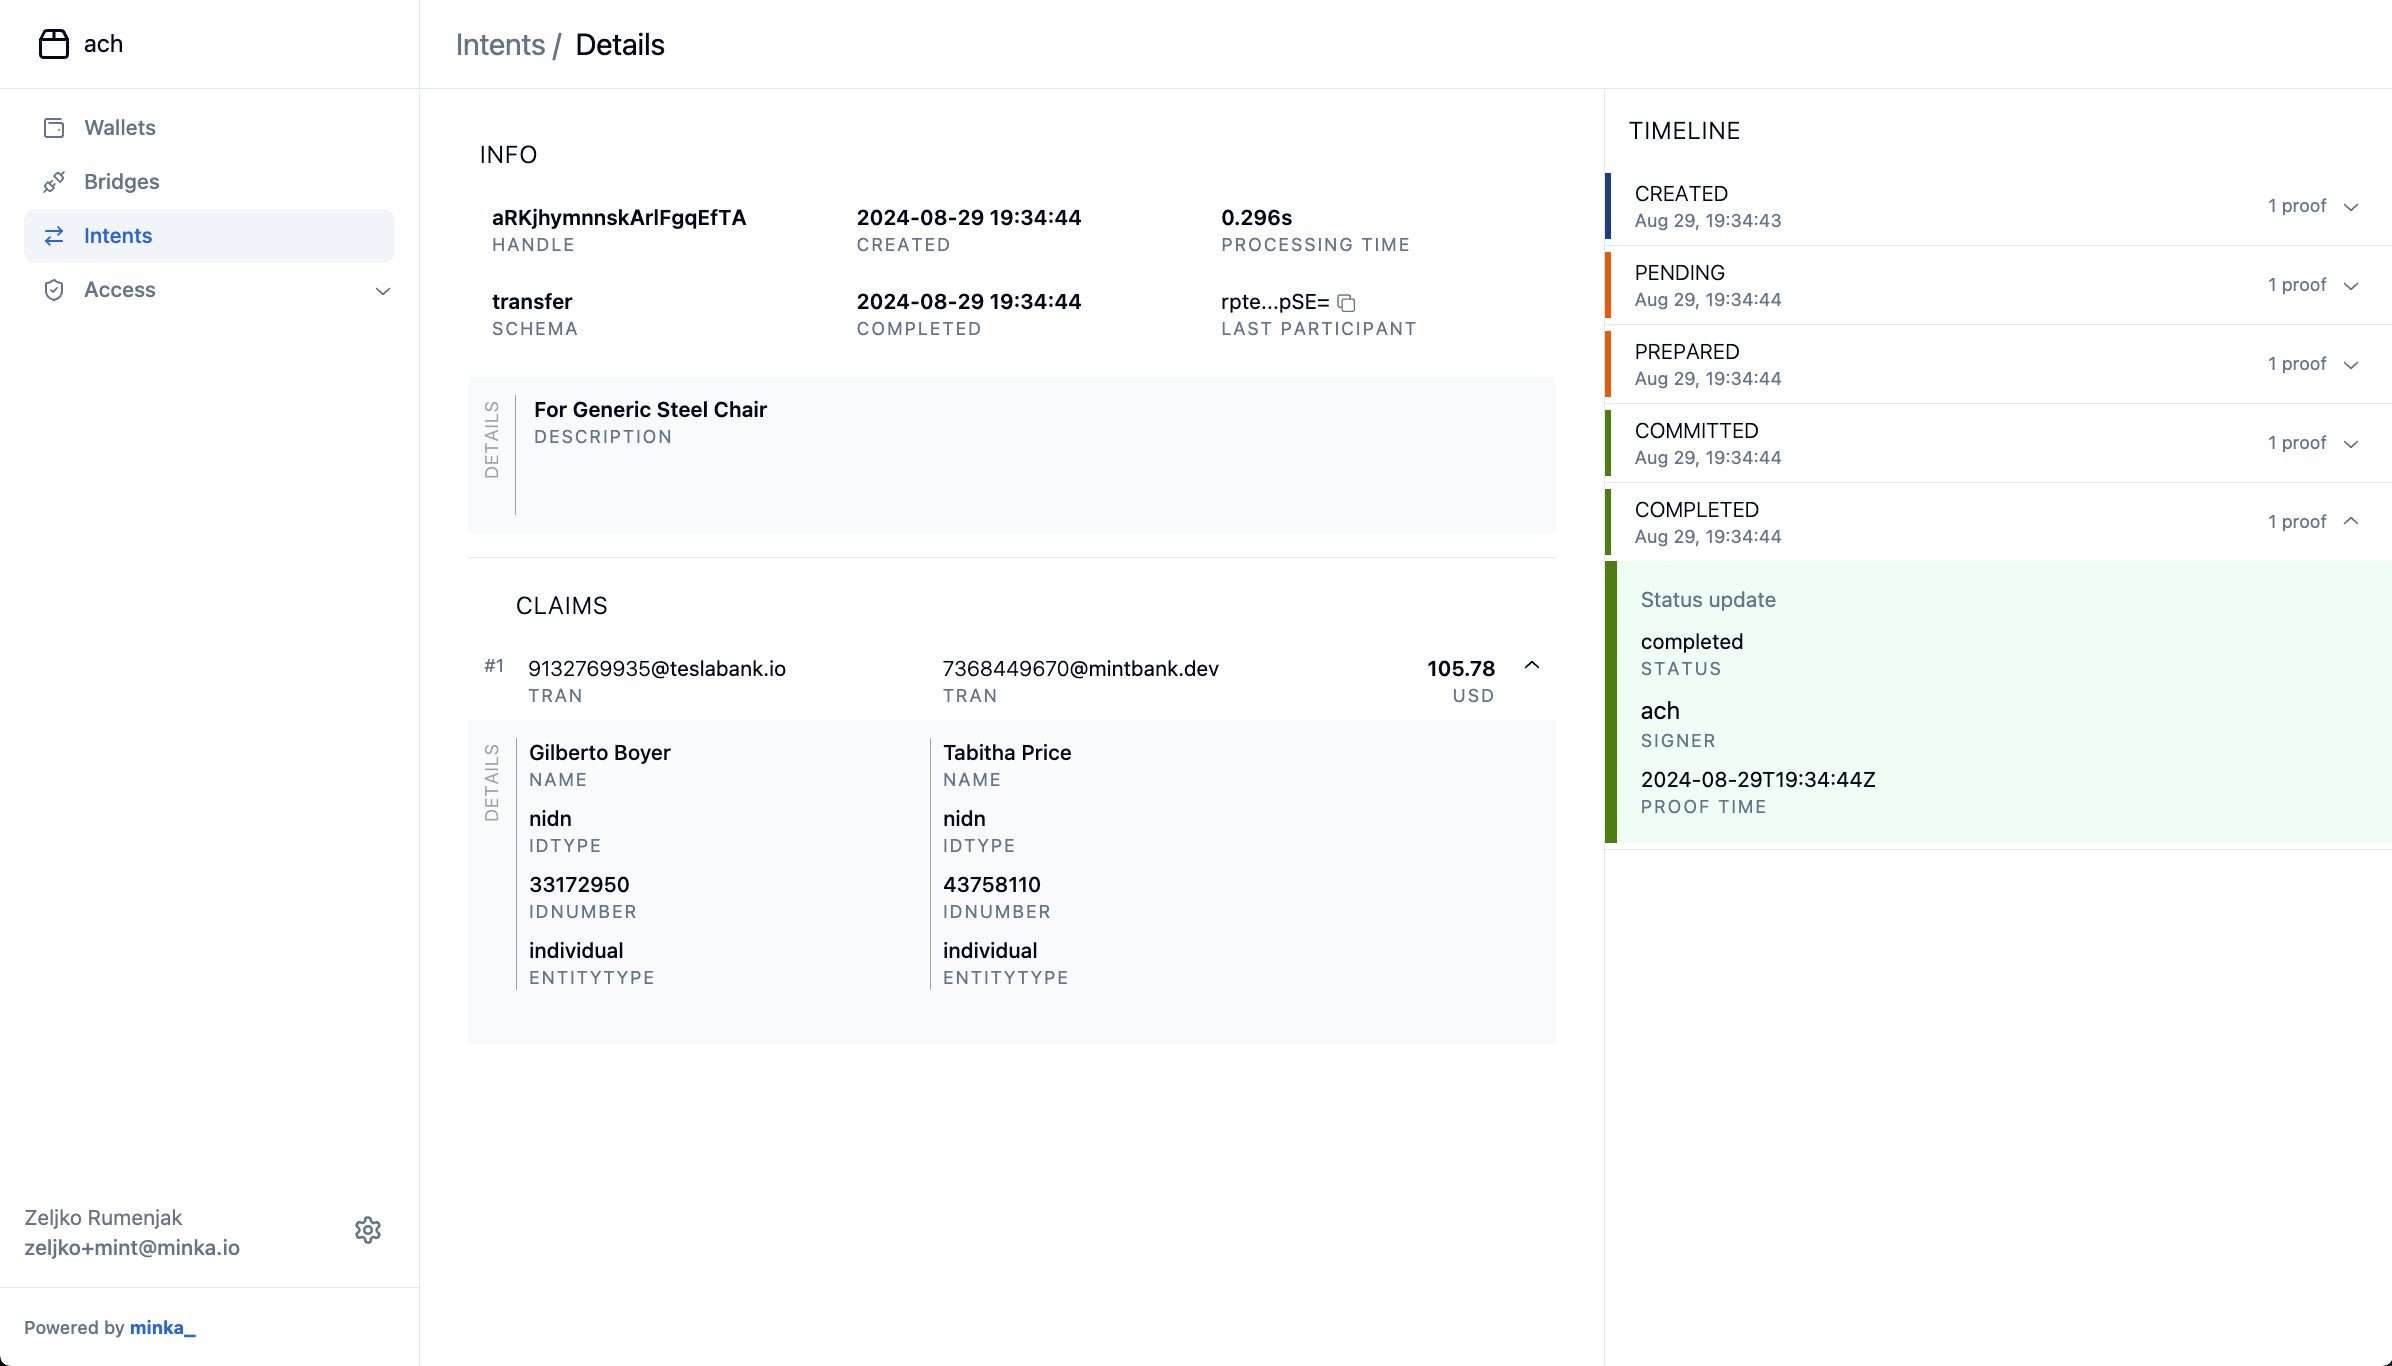 ach
Intents / Details
Wallets
Bridges
Intents
Access
INFO
aRKjhymnnskArlFgqEfTA
HANDLE
2024-08-29 19:34:44
CREATED
0.296s
PROCESSING TIME
transfer
SCHEMA
2024-08-29 19:34:44
COMPLETED
rpte...pSE=
LAST PARTICIPANT
DETAILS
For Generic Steel Chair
DESCRIPTION
CLAIMS
#1
9132769935@teslabank.io
TRAN
7368449670@mintbank.dev
TRAN
105.78
USD
DETAILS
Gilberto Boyer
NAME
nidn
IDTYPE
33172950
IDNUMBER
individual
ENTITYTYPE
Tabitha Price
NAME
nidn
IDTYPE
43758110
IDNUMBER
individual
ENTITYTYPE
TIMELINE
CREATED
Aug 29, 19:34:43
1 proof
PENDING
Aug 29, 19:34:44
1 proof
PREPARED
Aug 29, 19:34:44
1 proof
COMMITTED
Aug 29, 19:34:44
1 proof
COMPLETED
Aug 29, 19:34:44
1 proof
Status update
completed
STATUS
ach
SIGNER
2024-08-29T19:34:44Z
PROOF TIME
Zeljko Rumenjak
zeljko+mint@minka.io
Powered by minka_